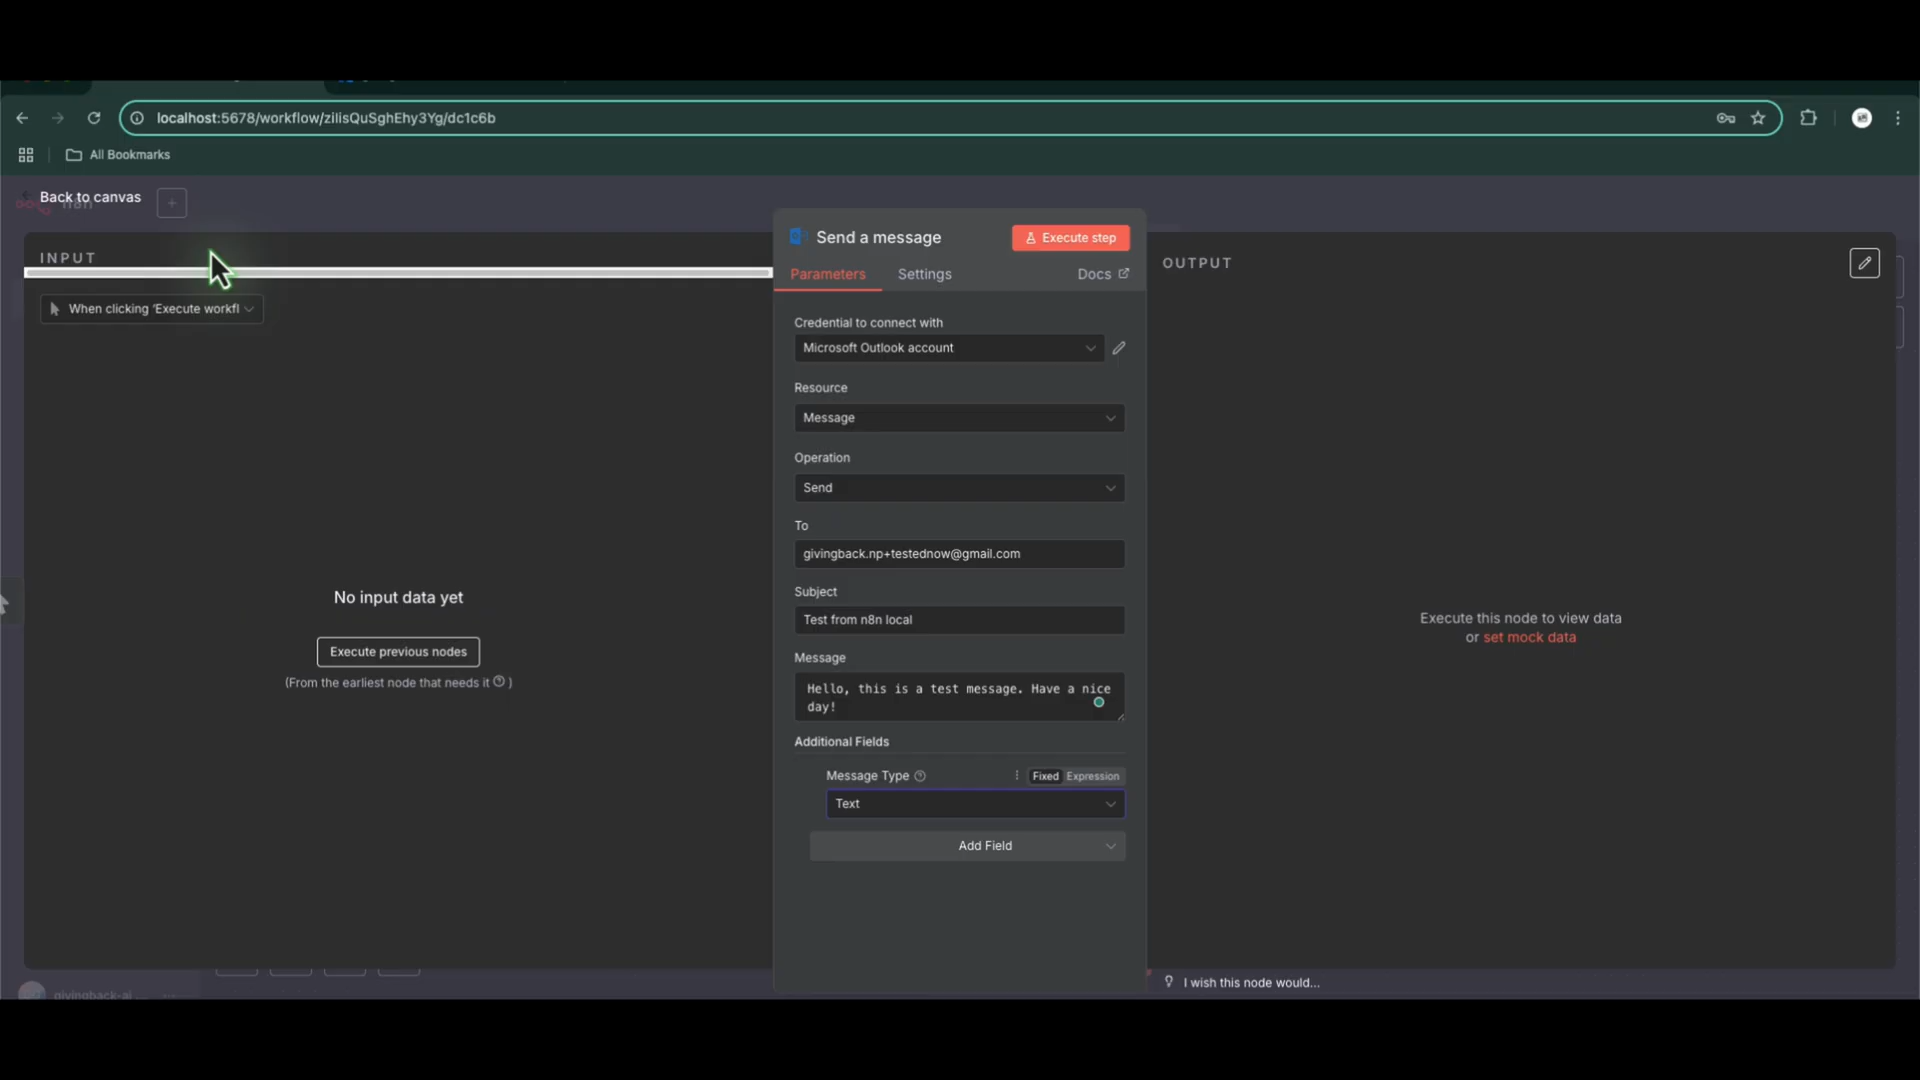 localhost:5678/workflow/zilisQuSghEhy3Yg/dc1c6b
All Bookmarks
Back to canvas
n8n
+
INPUT
When clicking 'Execute workfl
No input data yet
Execute previous nodes
(From the earliest node that needs it ? )
Send a message
Execute step
Parameters
Settings
Docs
Credential to connect with
Microsoft Outlook account
Resource
Message
Operation
Send
To
givingback.np+testednow@gmail.com
Subject
Test from n8n local
Message
Hello, this is a test message. Have a nice
day!
Additional Fields
Message Type ?
Fixed Expression
Text
Add Field
OUTPUT
Execute this node to view data
or set mock data
I wish this node would...
givingback-ai ...